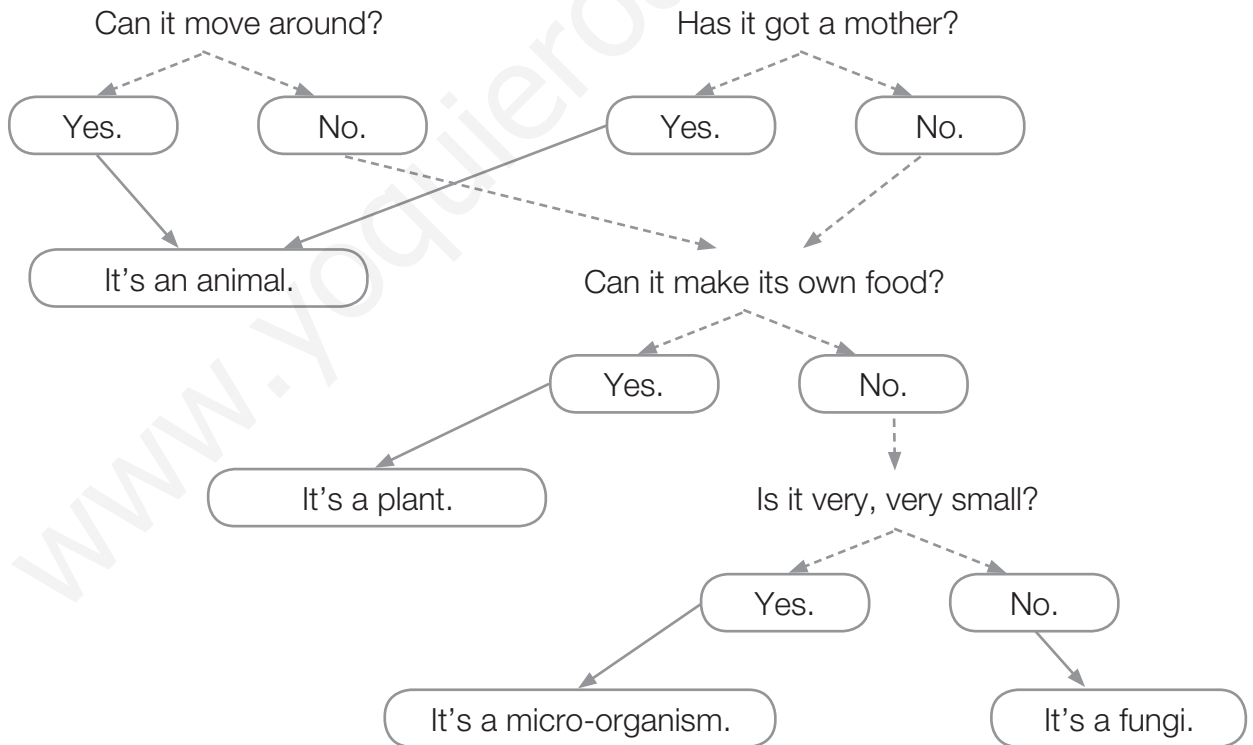 Can it move around?
Has it got a mother?
Yes.
No.
Yes.
No.
It's an animal.
Can it make its own food?
Yes.
No.
It's a plant.
Is it very, very small?
Yes.
No.
It's a micro-organism.
It's a fungi.